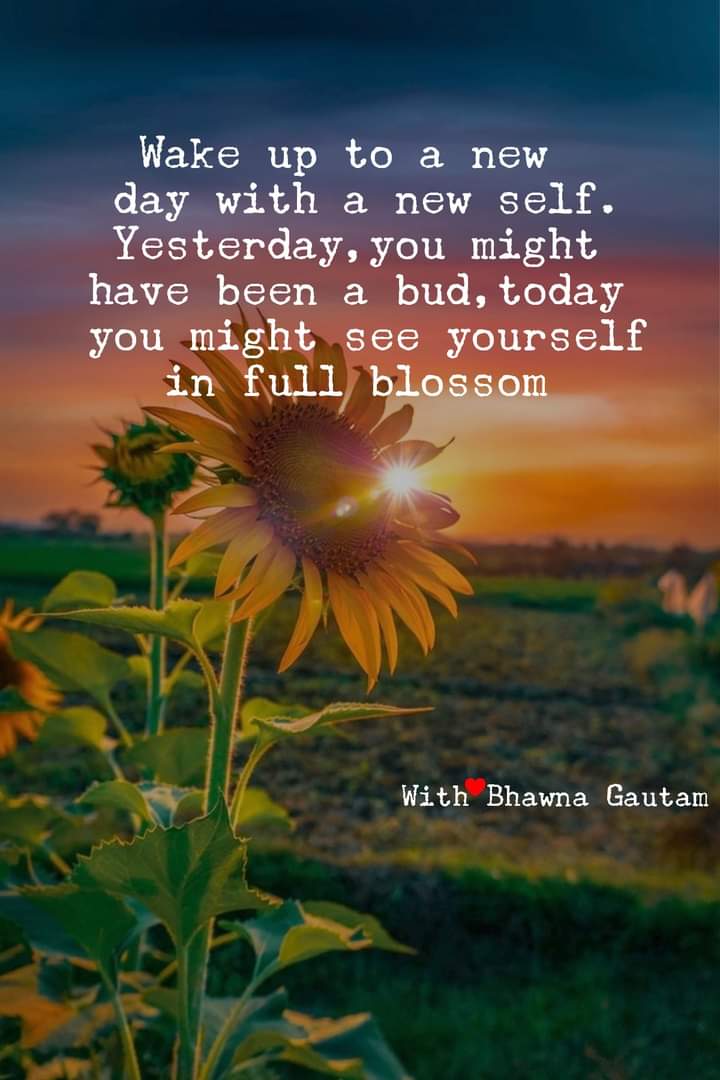 Wake up to a new
day with a new self.
Yesterday,you might
have been a bud,today
you might see yourself
in full blossom
With❤Bhawna Gautam